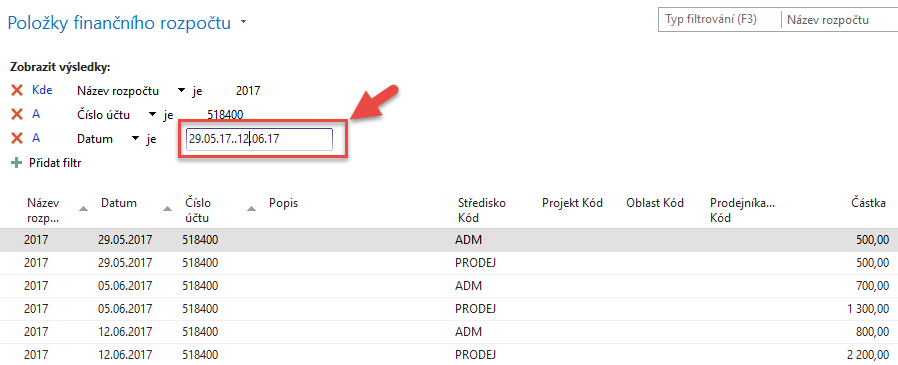 Položky finančního rozpočtu
Typ filtrování (F3) Název rozpočtu
Zobrazit výsledky:
Kde Název rozpočtu je 2017
A Číslo účtu je 518400
A Datum je 29.05.17..12.06.17
Přidat filtr
Název rozp... Datum Číslo účtu Popis Středisko Kód Projekt Kód Oblast Kód Prodejníka... Kód Částka
2017 29.05.2017 518400 ADM 500,00
2017 29.05.2017 518400 PRODEJ 500,00
2017 05.06.2017 518400 ADM 700,00
2017 05.06.2017 518400 PRODEJ 1 300,00
2017 12.06.2017 518400 ADM 800,00
2017 12.06.2017 518400 PRODEJ 2 200,00